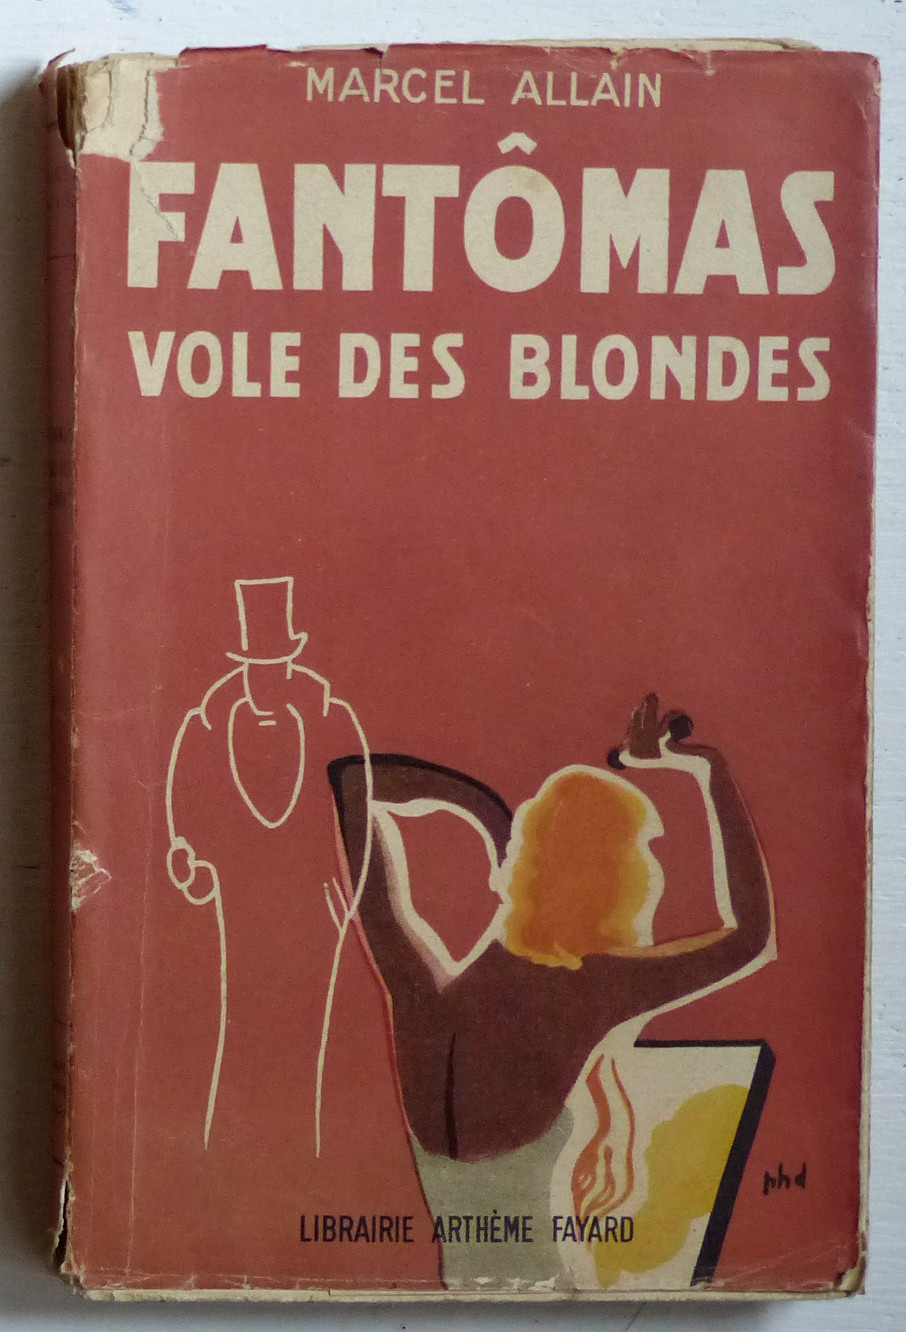 MARCEL ALLAIN
FANTÔMAS
VOLE DES BLONDES
phd
LIBRAIRIE ARTHÈME FAYARD